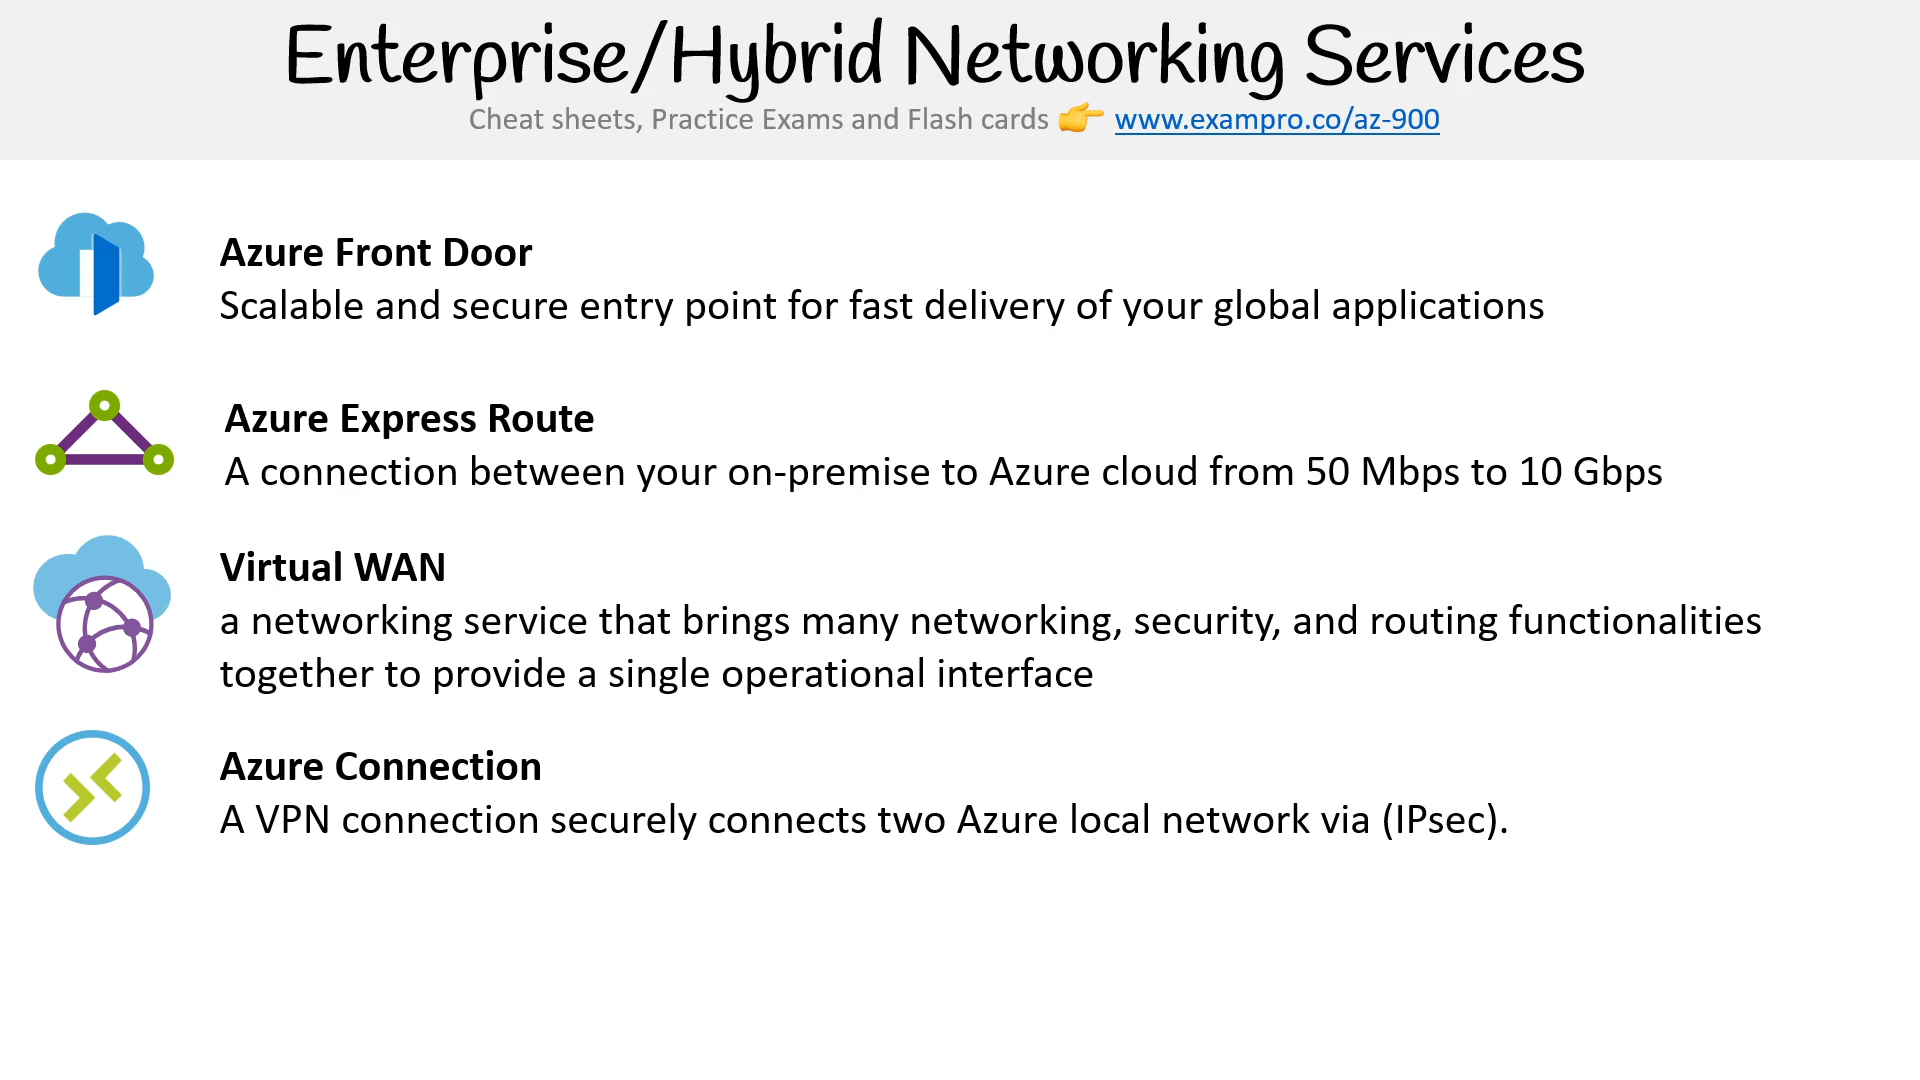 Enterprise/Hybrid Networking Services
Cheat sheets, Practice Exams and Flash cards 👉 www.exampro.co/az-900
Azure Front Door
Scalable and secure entry point for fast delivery of your global applications
Azure Express Route
A connection between your on-premise to Azure cloud from 50 Mbps to 10 Gbps
Virtual WAN
a networking service that brings many networking, security, and routing functionalities
together to provide a single operational interface
Azure Connection
A VPN connection securely connects two Azure local network via (IPsec).